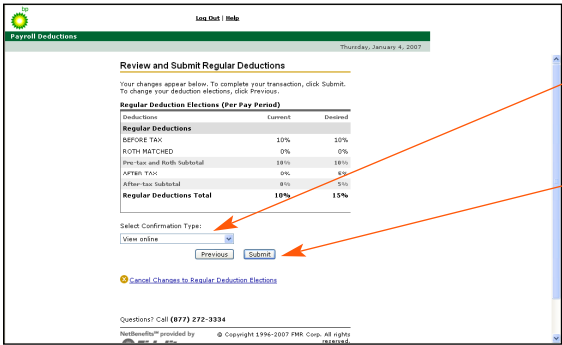 bp
Log Out | Help
Payroll Deductions
Thursday, January 4, 2007
Review and Submit Regular Deductions
Your changes appear below. To complete your transaction, click Submit.
To change your deduction elections, click Previous.
Regular Deduction Elections (Per Pay Period)
Deductions Current Desired
Regular Deductions
BEFORE TAX 10% 10%
ROTH MATCHED 0% 0%
Pre-tax and Roth Subtotal 10% 10%
AFTER TAX 0% 5%
After-tax Subtotal 0% 5%
Regular Deductions Total 10% 15%
Select Confirmation Type:
View online
Previous Submit
Cancel Changes to Regular Deduction Elections
Questions? Call (877) 272-3334
NetBenefits℠ provided by © Copyright 1996-2007 FMR Corp. All rights
reserved.